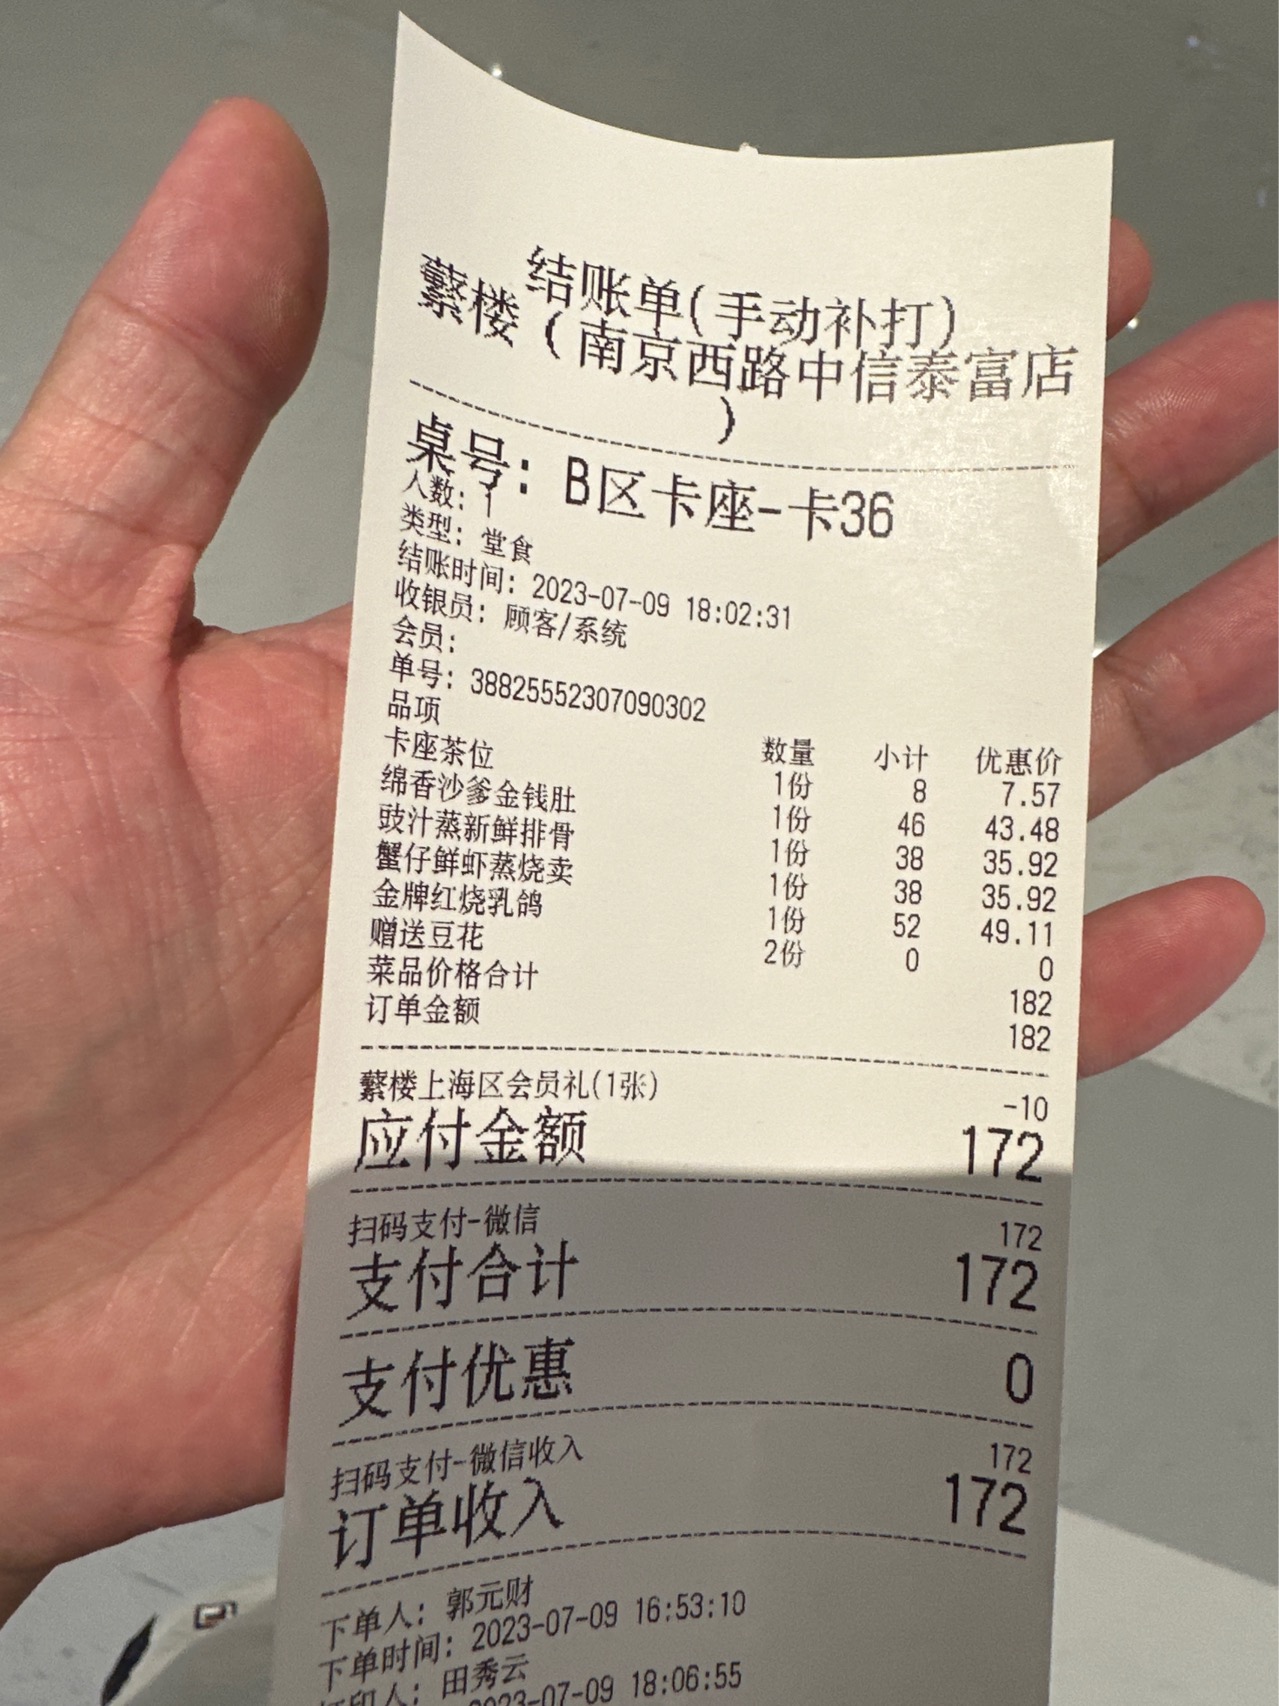 结账单(手动补打)
蘩楼（南京西路中信泰富店
）
桌号: B区卡座-卡36
人数: 1
类型: 堂食
结账时间: 2023-07-09 18:02:31
收银员: 顾客/系统
会员:
单号: 38825552307090302
品项 数量 小计 优惠价
卡座茶位 1份 8 7.57
绵香沙爹金钱肚 1份 46 43.48
豉汁蒸新鲜排骨 1份 38 35.92
蟹仔鲜虾蒸烧卖 1份 38 35.92
金牌红烧乳鸽 1份 52 49.11
赠送豆花 2份 0 0
菜品价格合计 182
订单金额 182
蘩楼上海区会员礼(1张) -10
应付金额 172
扫码支付-微信 172
支付合计 172
支付优惠 0
扫码支付-微信收入 172
订单收入 172
下单人: 郭元财
下单时间: 2023-07-09 16:53:10
打印人: 田秀云
2023-07-09 18:06:55